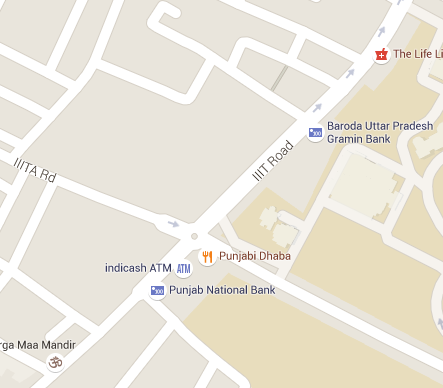 The Life Li
Baroda Uttar Pradesh
Gramin Bank
IIIT Road
IIITA Rd
Punjabi Dhaba
indicash ATM
ATM
Punjab National Bank
rga Maa Mandir